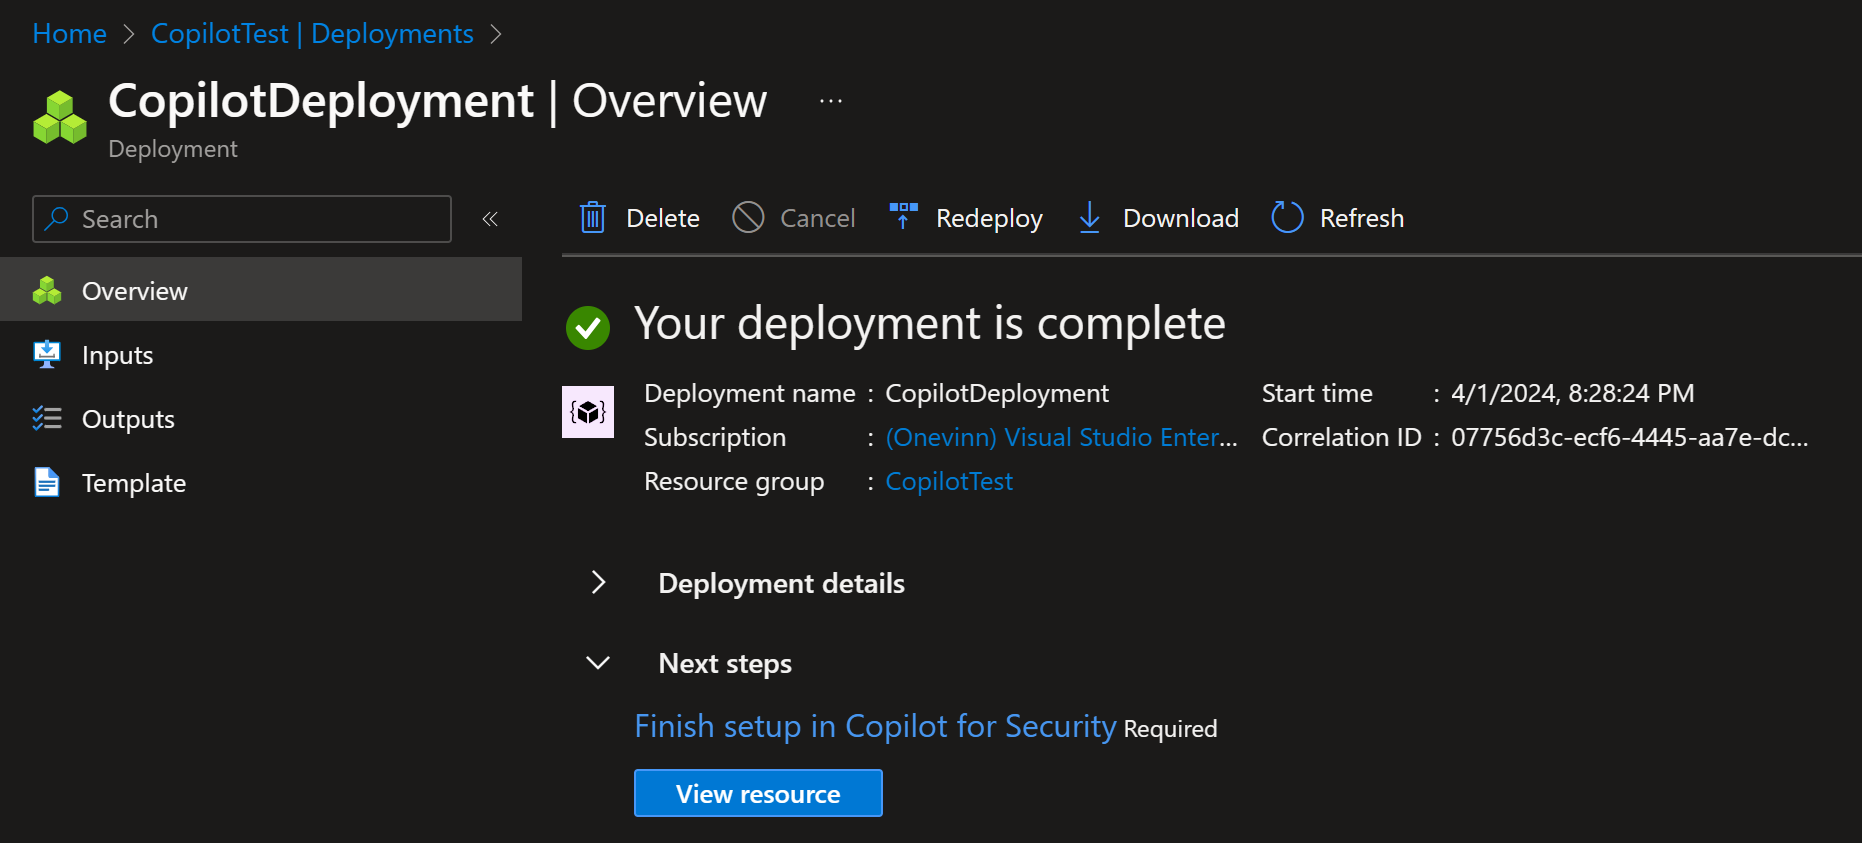 Home > CopilotTest | Deployments >
CopilotDeployment | Overview ...
Deployment
Search «
Overview
Inputs
Outputs
Template
Delete Cancel Redeploy Download Refresh
Your deployment is complete
Deployment name : CopilotDeployment
Subscription : (Onevinn) Visual Studio Enter...
Resource group : CopilotTest
Start time : 4/1/2024, 8:28:24 PM
Correlation ID : 07756d3c-ecf6-4445-aa7e-dc...
Deployment details
Next steps
Finish setup in Copilot for Security Required
View resource